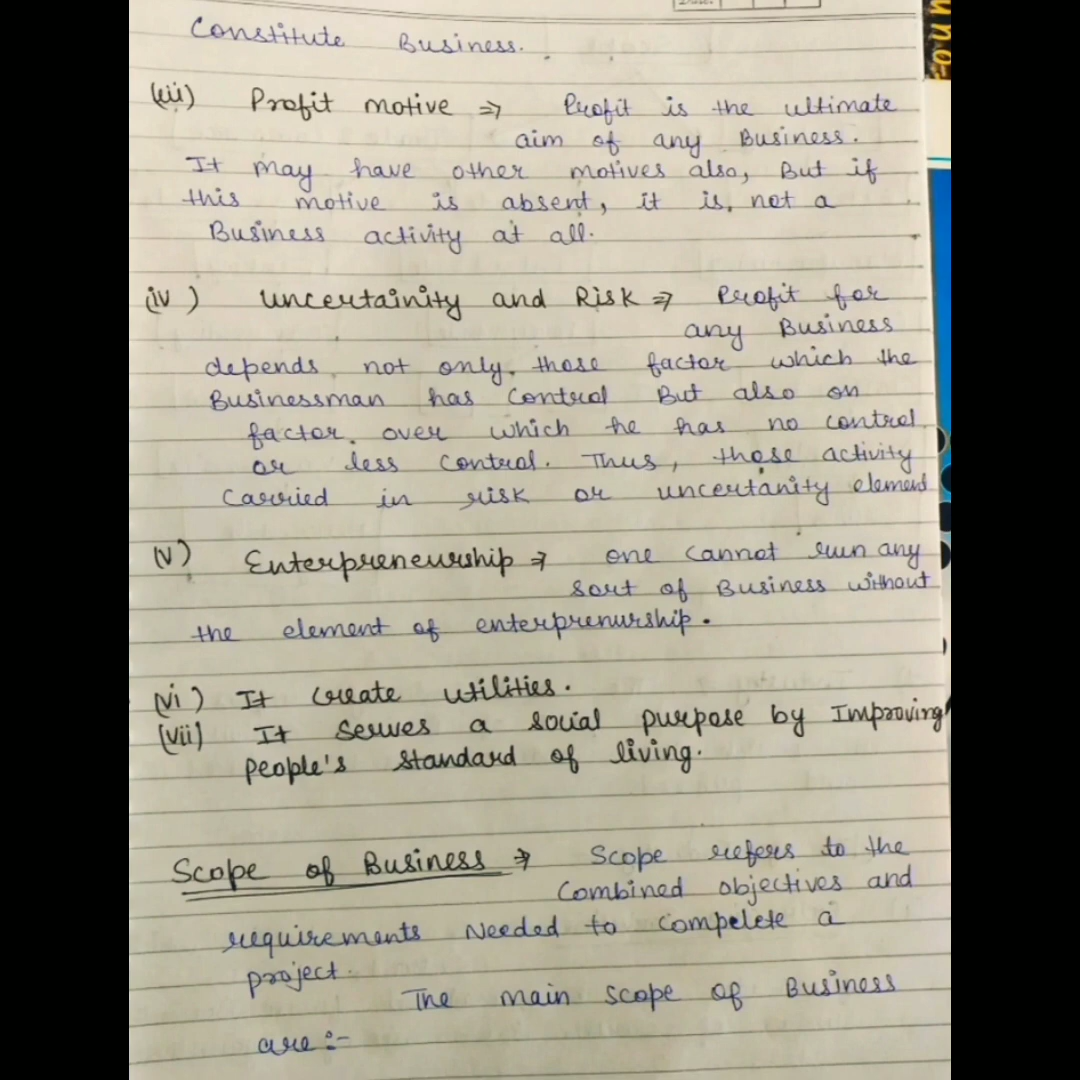 Constitute Business.
(iii) Profit motive ⇒ Profit is the ultimate
aim of any Business.
It may have other motives also, But if
this motive is absent, it is not a
Business activity at all.
(iv) uncertainity and Risk ⇒ Profit for
any Business
depends not only those factor which the
Businessman has control But also on
factor over which he has no control
or less control. Thus, those activity
carried in risk or uncertanity element
(v) Enterpreneurship ⇒ one cannot run any
sort of Business without
the element of enterprenurship.
(vi) It create utilities.
(vii) It serves a social purpose by Improving
people's standard of living.
Scope of Business ⇒ Scope refers to the
combined objectives and
requirements Needed to compelete a
project.
The main scope of Business
are :-